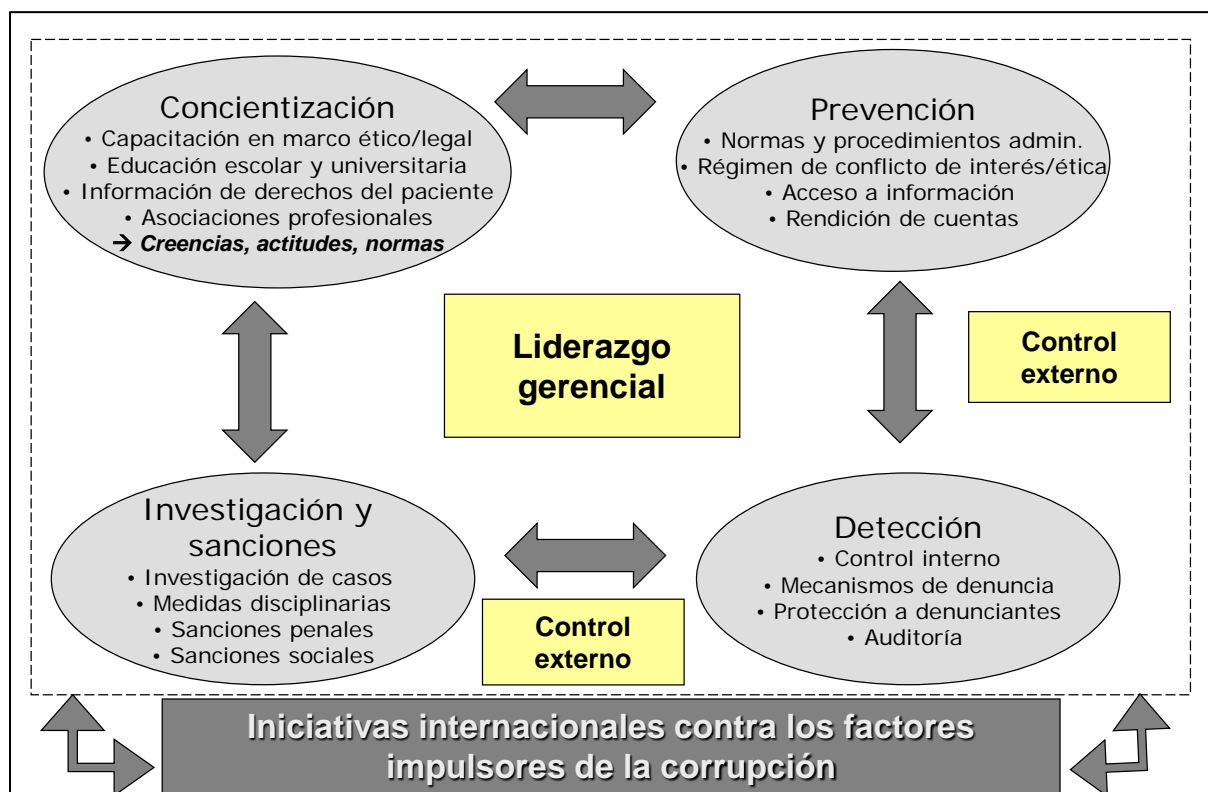 Concientización
• Capacitación en marco ético/legal
• Educación escolar y universitaria
• Información de derechos del paciente
• Asociaciones profesionales
→ Creencias, actitudes, normas
Prevención
• Normas y procedimientos admin.
• Régimen de conflicto de interés/ética
• Acceso a información
• Rendición de cuentas
Liderazgo
gerencial
Control
externo
Investigación y
sanciones
• Investigación de casos
• Medidas disciplinarias
• Sanciones penales
• Sanciones sociales
Control
externo
Detección
• Control interno
• Mecanismos de denuncia
• Protección a denunciantes
• Auditoría
Iniciativas internacionales contra los factores
impulsores de la corrupción